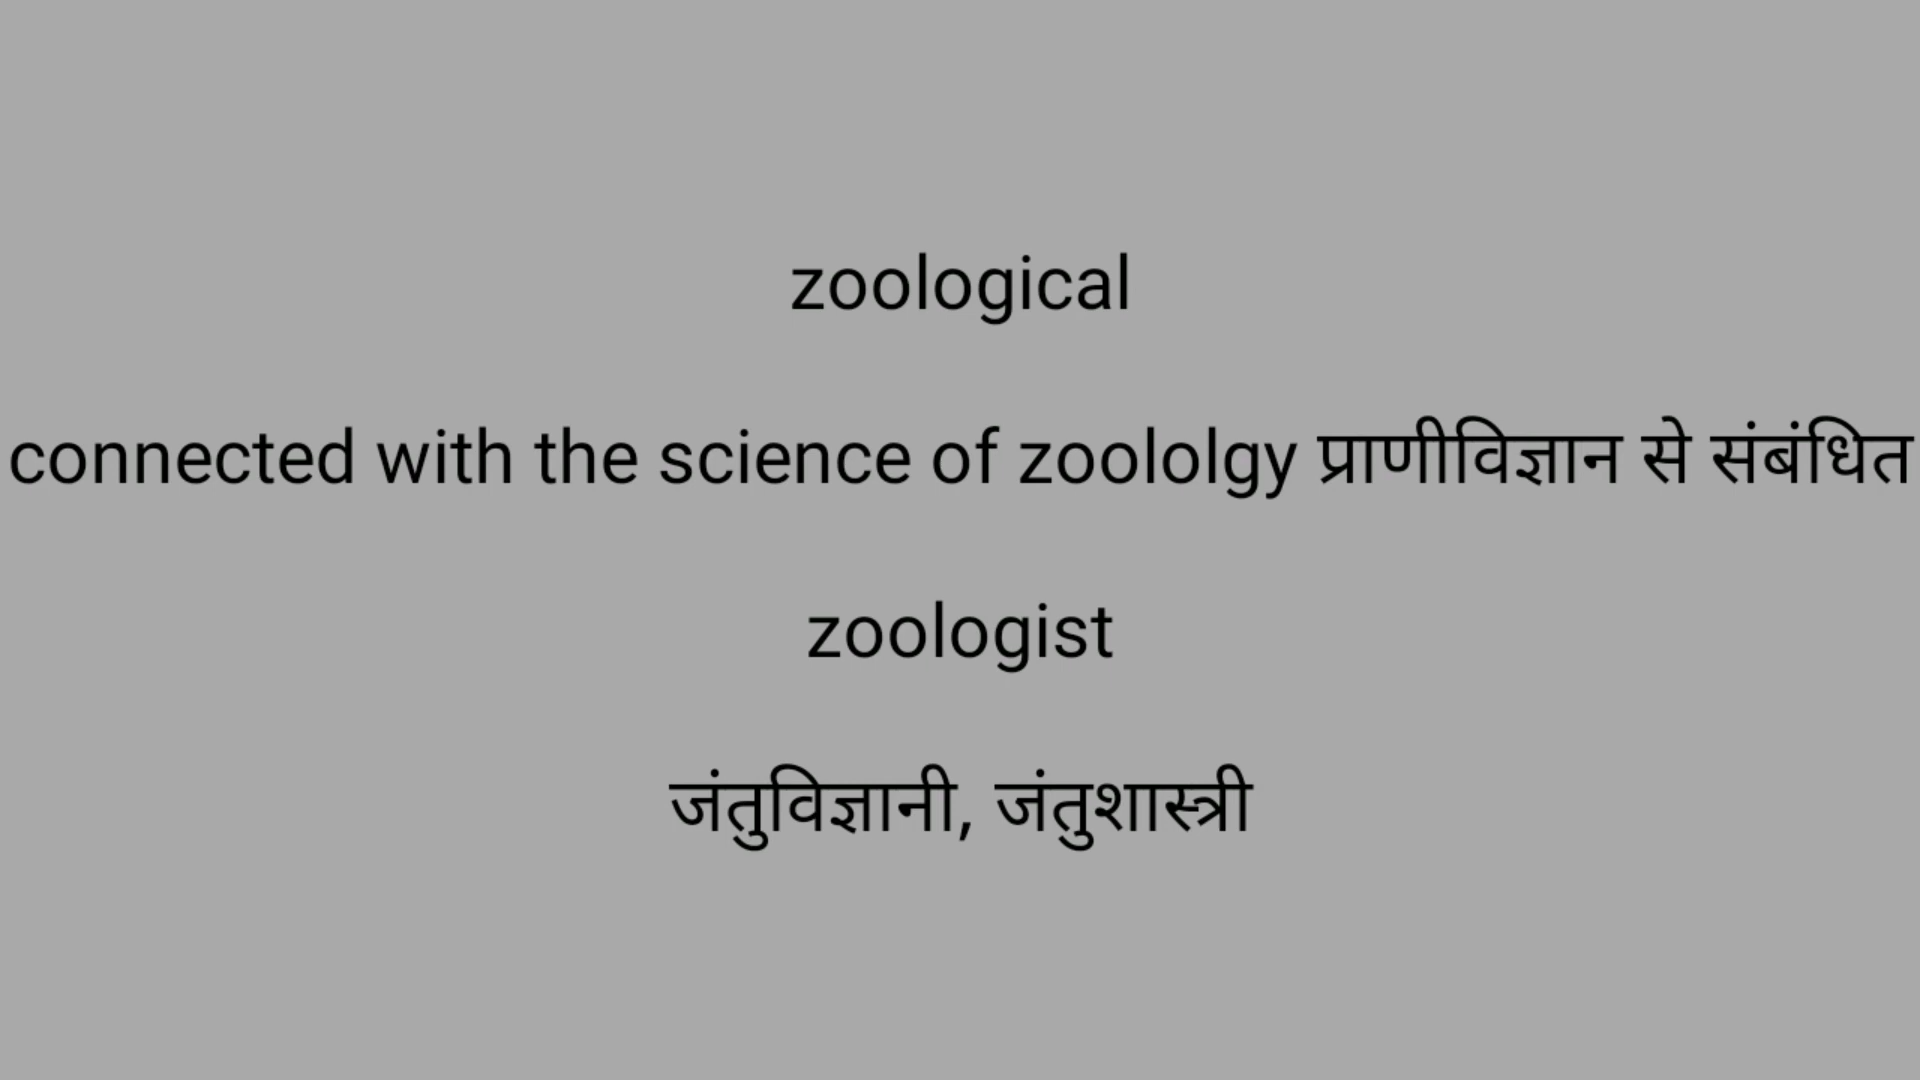 zoological
connected with the science of zoololgy प्राणीविज्ञान से संबंधित
zoologist
जंतुविज्ञानी, जंतुशास्त्री